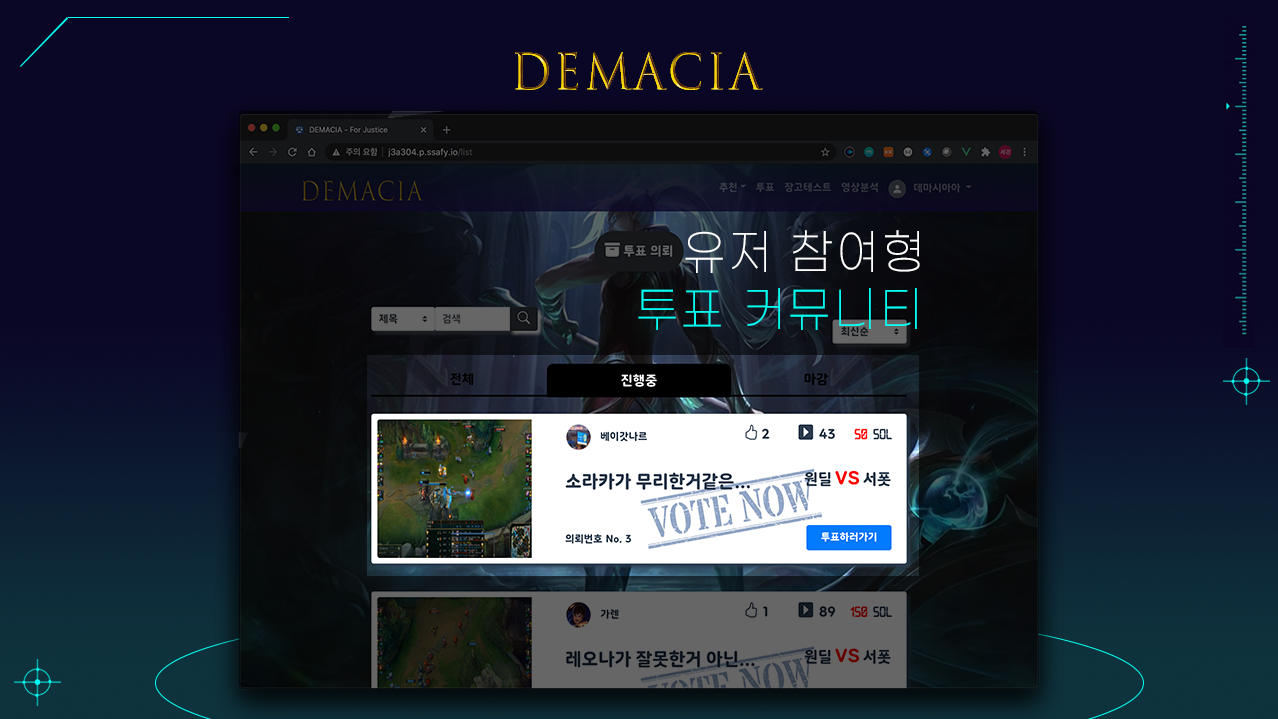 DEMACIA
DEMACIA - For Justice
주의 요함 | j3a304.p.ssafy.io/list
세경
DEMACIA
추천 투표 장고테스트 영상분석 데마시아아
투표 의뢰
유저 참여형
투표 커뮤니티
제목 검색
최신순
전체 진행중 마감
베이갓나르 2 43 50 SOL
소라카가 무리한거같은... 원딜 VS 서폿
VOTE NOW
의뢰번호 No. 3 투표하러가기
가렌 1 89 150 SOL
레오나가 잘못한거 아닌... 원딜 VS 서폿
VOTE NOW